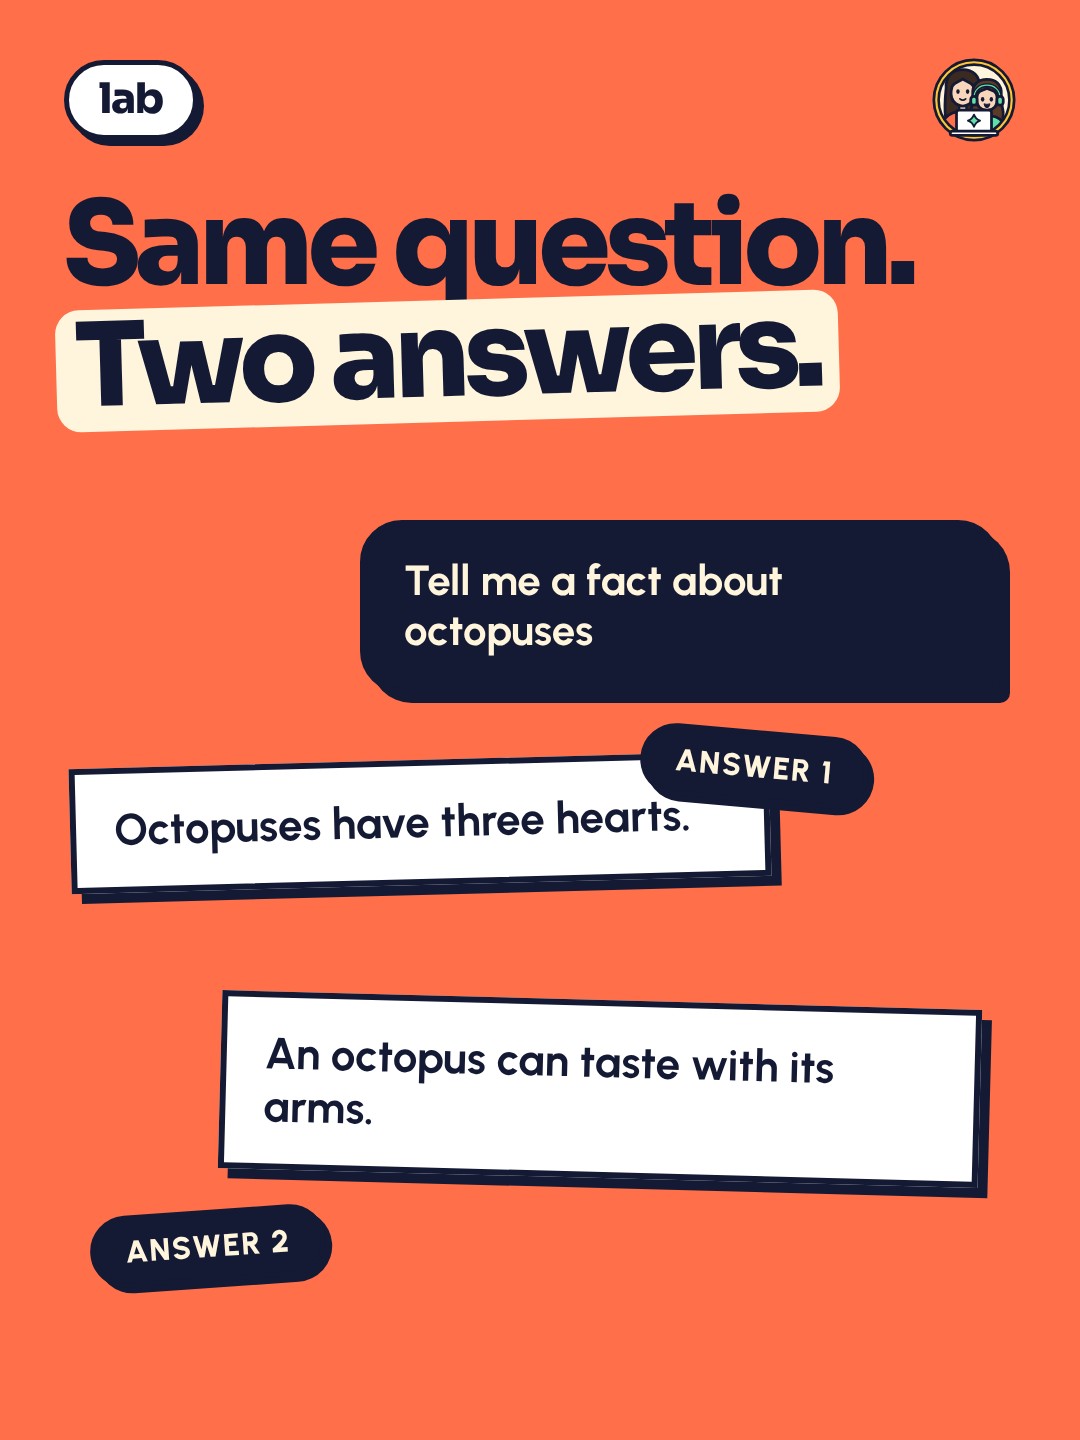 lab
Same question.
Two answers.
Tell me a fact about
octopuses
ANSWER 1
Octopuses have three hearts.
An octopus can taste with its
arms.
ANSWER 2